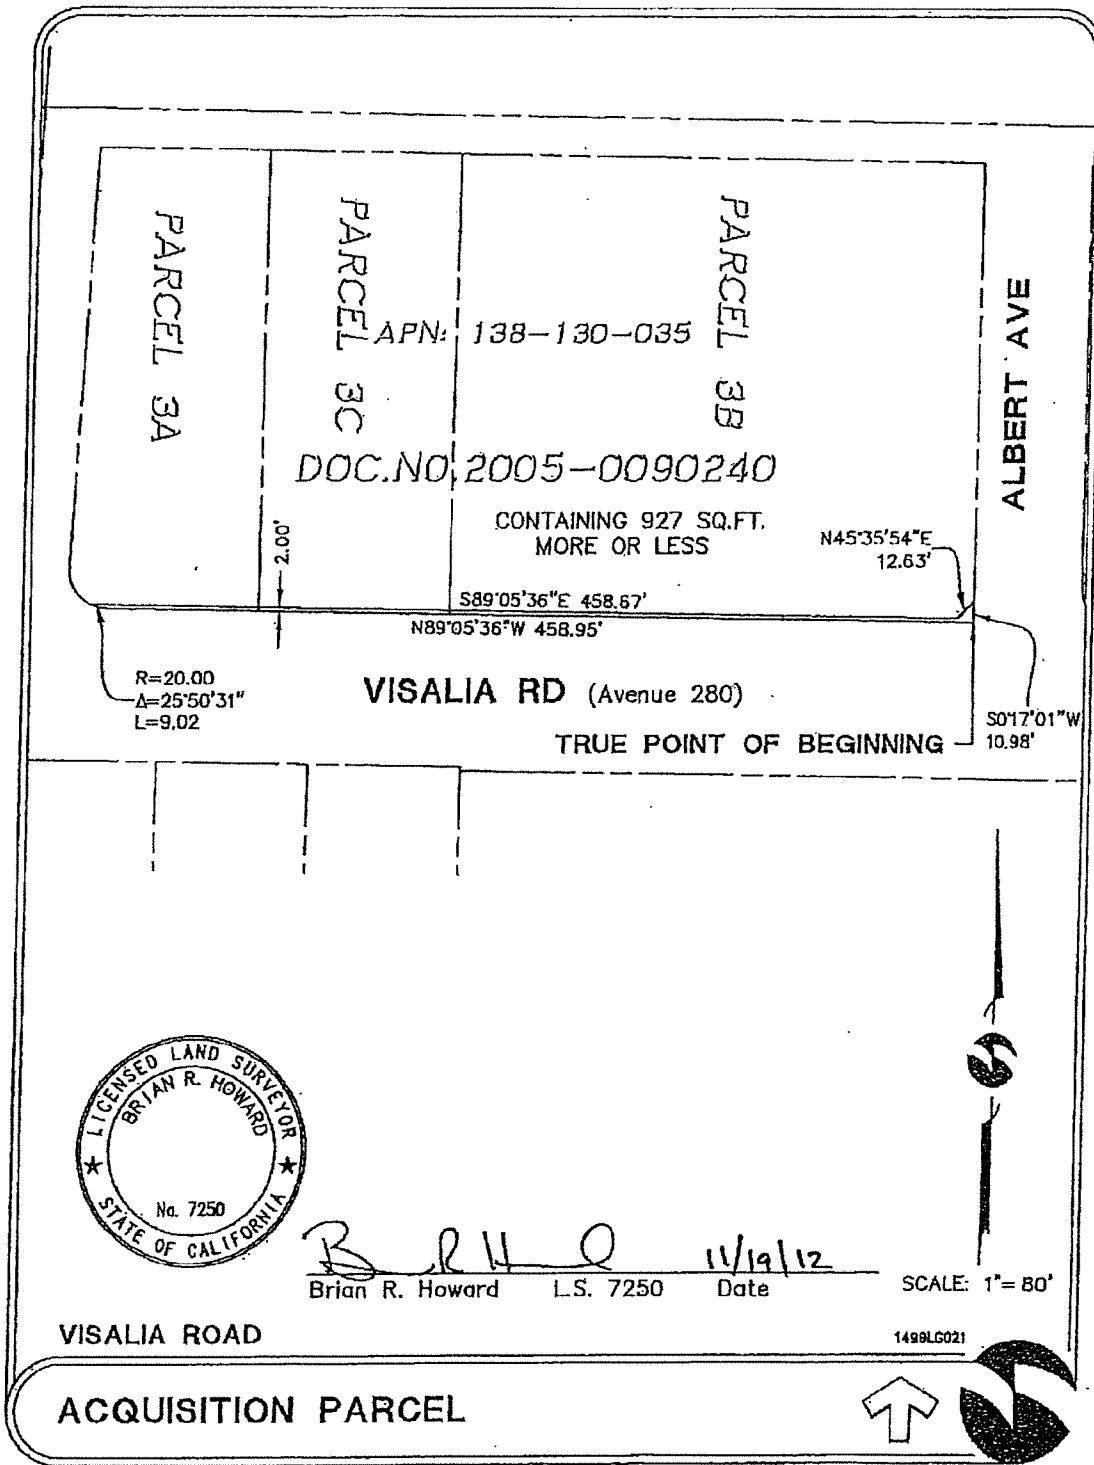 PARCEL 3A
PARCEL 3C
PARCEL 3B
APN: 138-130-035
DOC.NO.2005-0090240
ALBERT AVE
CONTAINING 927 SQ.FT.
MORE OR LESS
N45°35'54"E
12.63'
2.00'
S89°05'36"E 458.67'
N89°05'36"W 458.95'
R=20.00
Δ=25°50'31"
L=9.02
VISALIA RD (Avenue 280)
S0°17'01"W
10.98'
TRUE POINT OF BEGINNING
LICENSED LAND SURVEYOR
BRIAN R. HOWARD
No. 7250
STATE OF CALIFORNIA
11/19/12
Brian R. Howard L.S. 7250 Date
SCALE: 1"= 80'
VISALIA ROAD
1498LG021
ACQUISITION PARCEL